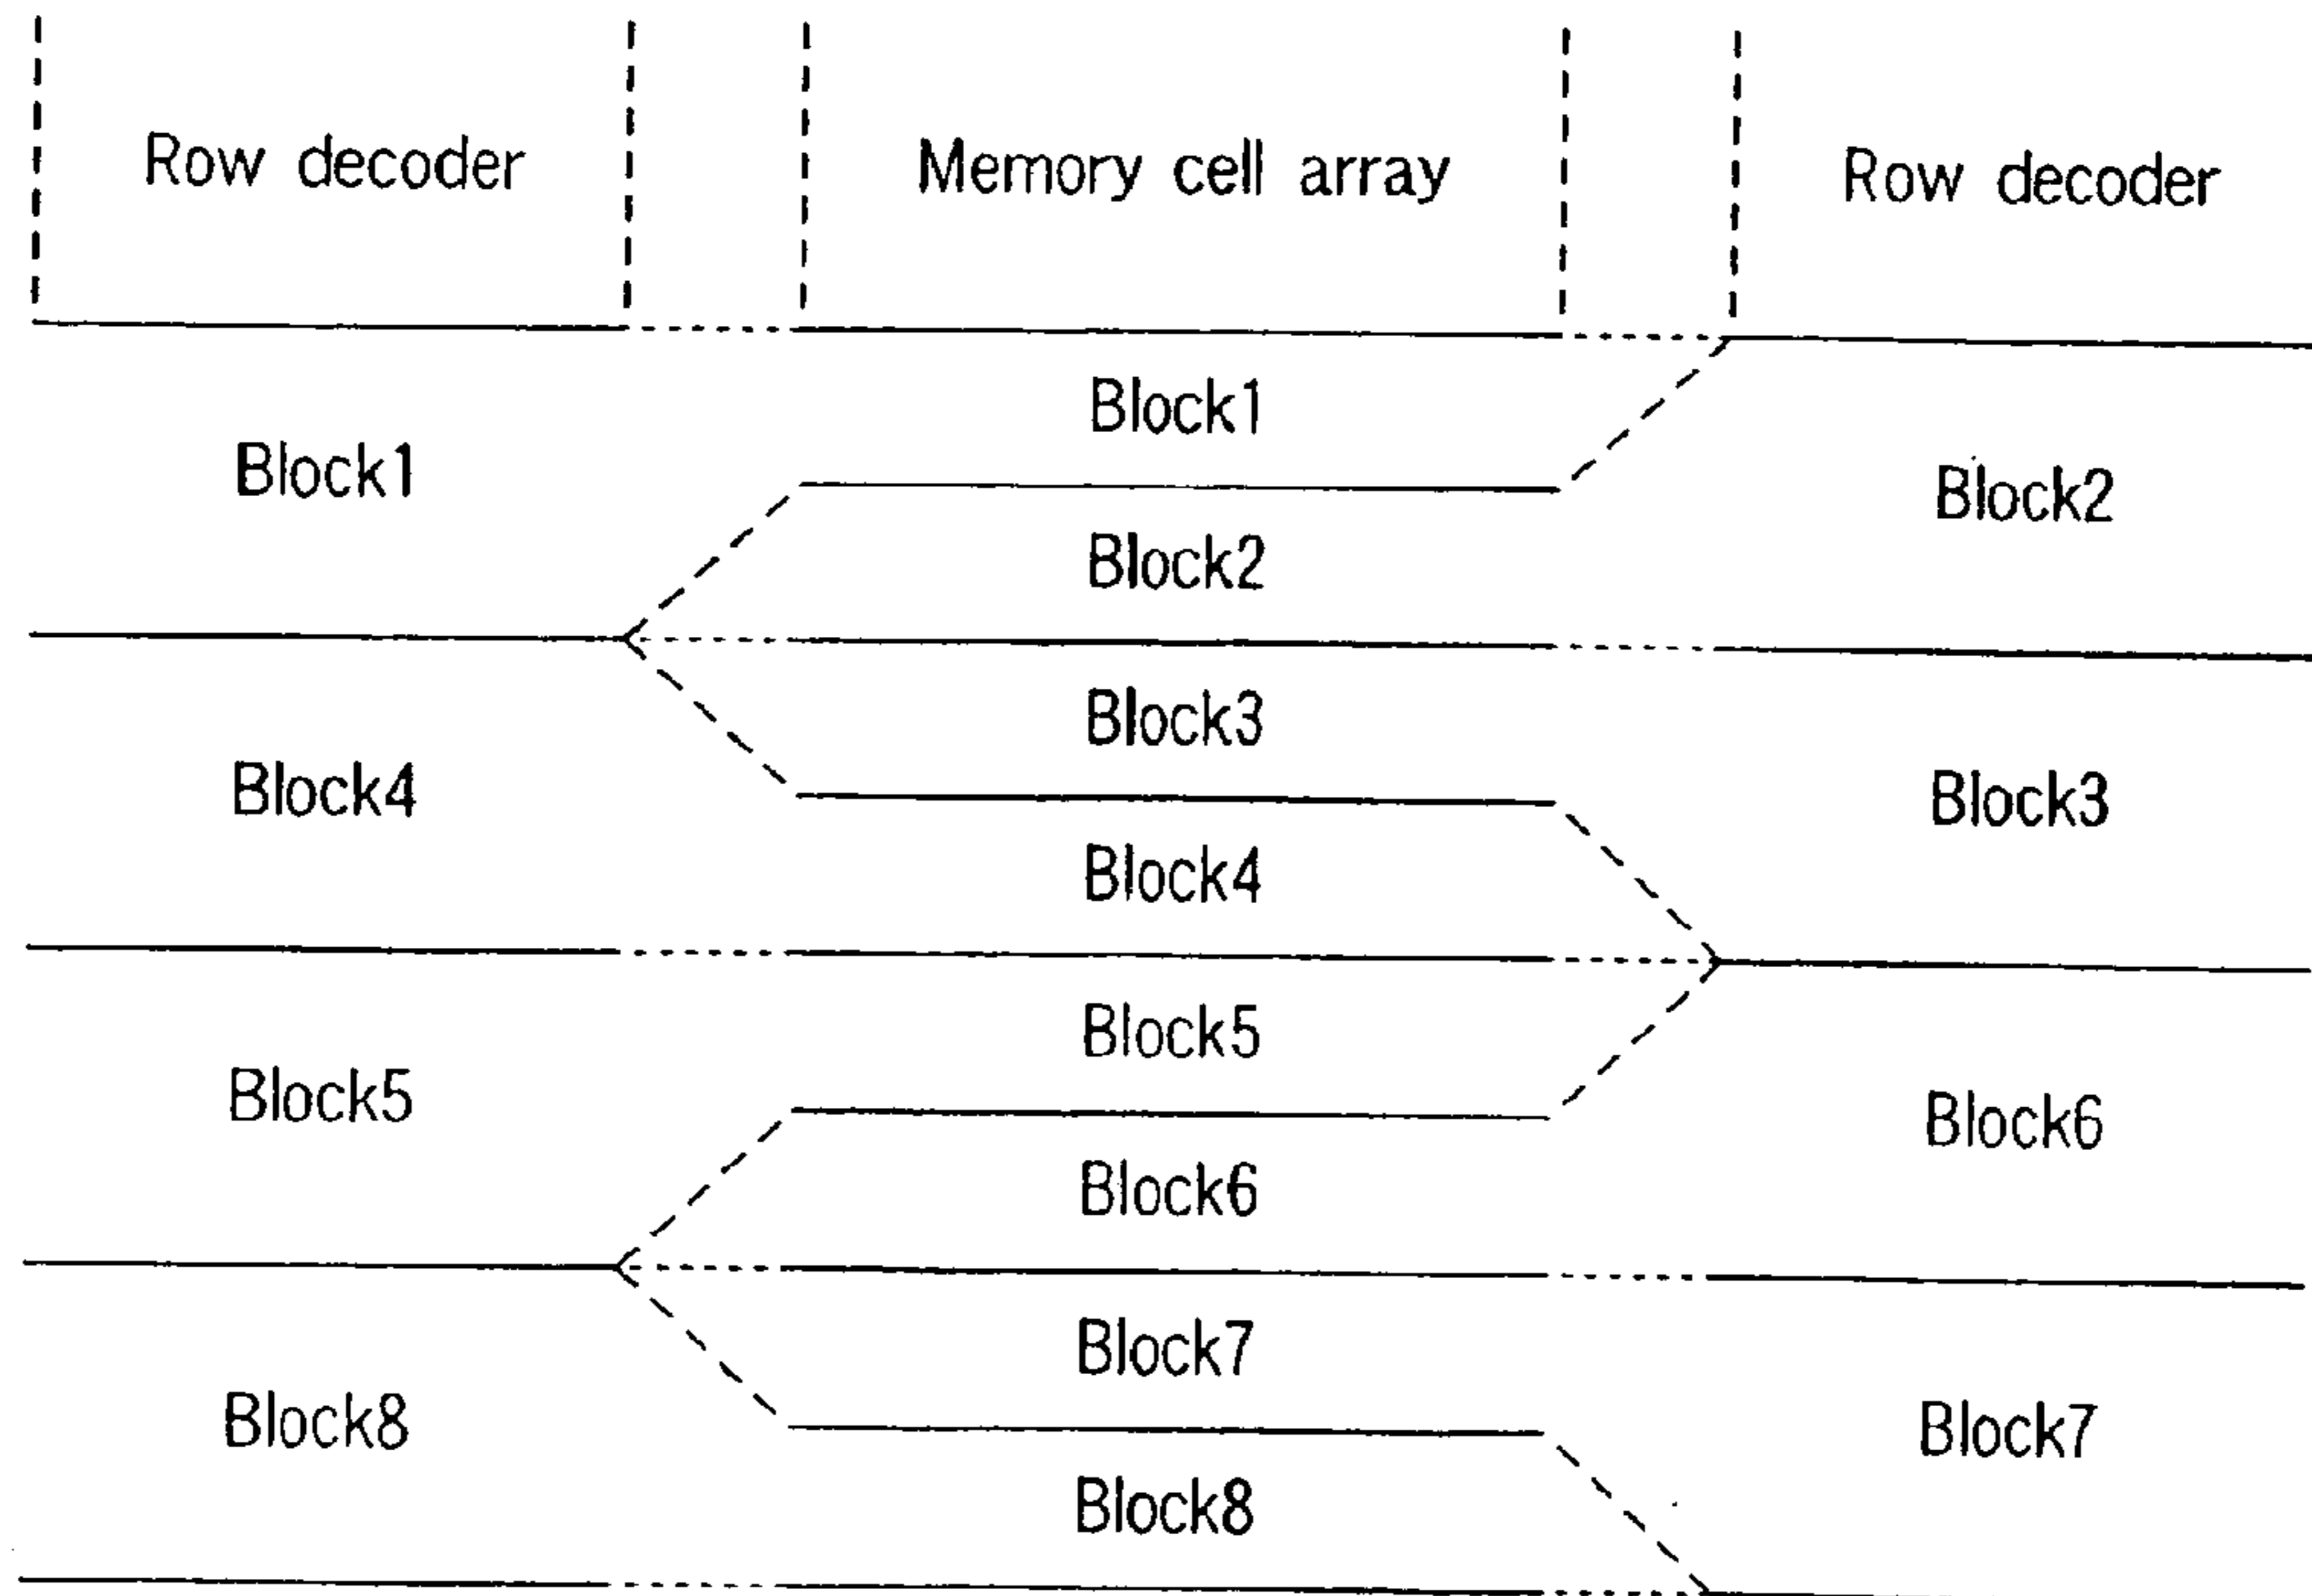 Row decoder
Memory cell array
Row decoder
Block1
Block1
Block2
Block2
Block3
Block4
Block3
Block4
Block5
Block5
Block6
Block6
Block7
Block8
Block7
Block8